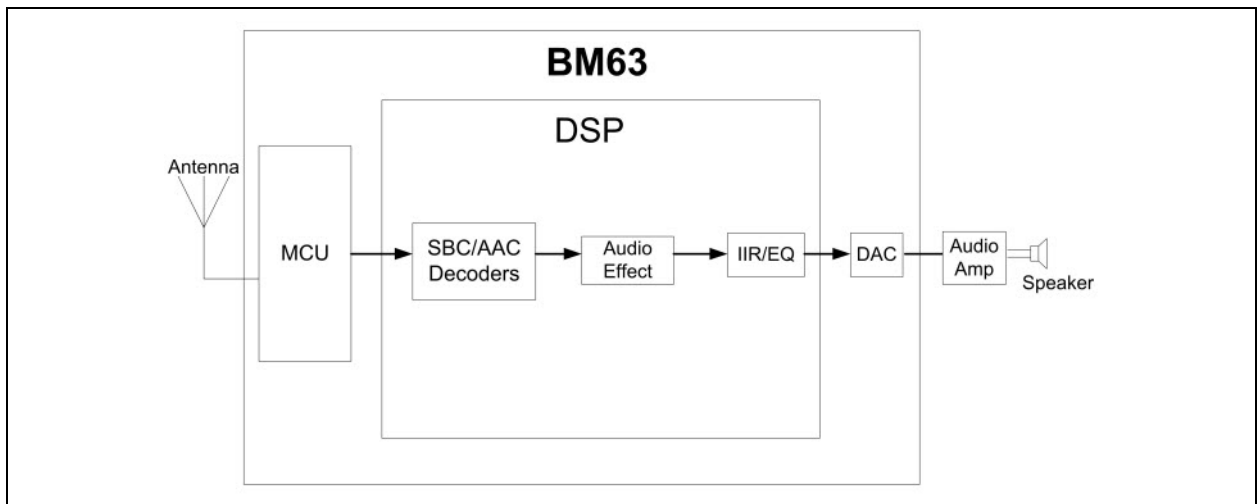 BM63
DSP
Antenna
MCU
SBC/AAC
Decoders
Audio
Effect
IIR/EQ
DAC
Audio
Amp
Speaker